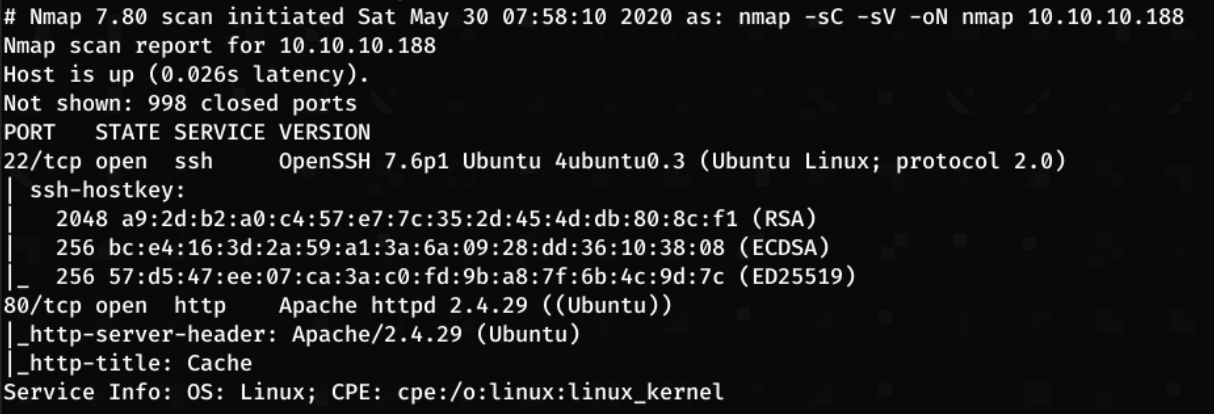 # Nmap 7.80 scan initiated Sat May 30 07:58:10 2020 as: nmap -sC -sV -oN nmap 10.10.10.188
Nmap scan report for 10.10.10.188
Host is up (0.026s latency).
Not shown: 998 closed ports
PORT   STATE SERVICE VERSION
22/tcp open  ssh     OpenSSH 7.6p1 Ubuntu 4ubuntu0.3 (Ubuntu Linux; protocol 2.0)
| ssh-hostkey:
|   2048 a9:2d:b2:a0:c4:57:e7:7c:35:2d:45:4d:db:80:8c:f1 (RSA)
|   256 bc:e4:16:3d:2a:59:a1:3a:6a:09:28:dd:36:10:38:08 (ECDSA)
|_  256 57:d5:47:ee:07:ca:3a:c0:fd:9b:a8:7f:6b:4c:9d:7c (ED25519)
80/tcp open  http    Apache httpd 2.4.29 ((Ubuntu))
|_http-server-header: Apache/2.4.29 (Ubuntu)
|_http-title: Cache
Service Info: OS: Linux; CPE: cpe:/o:linux:linux_kernel